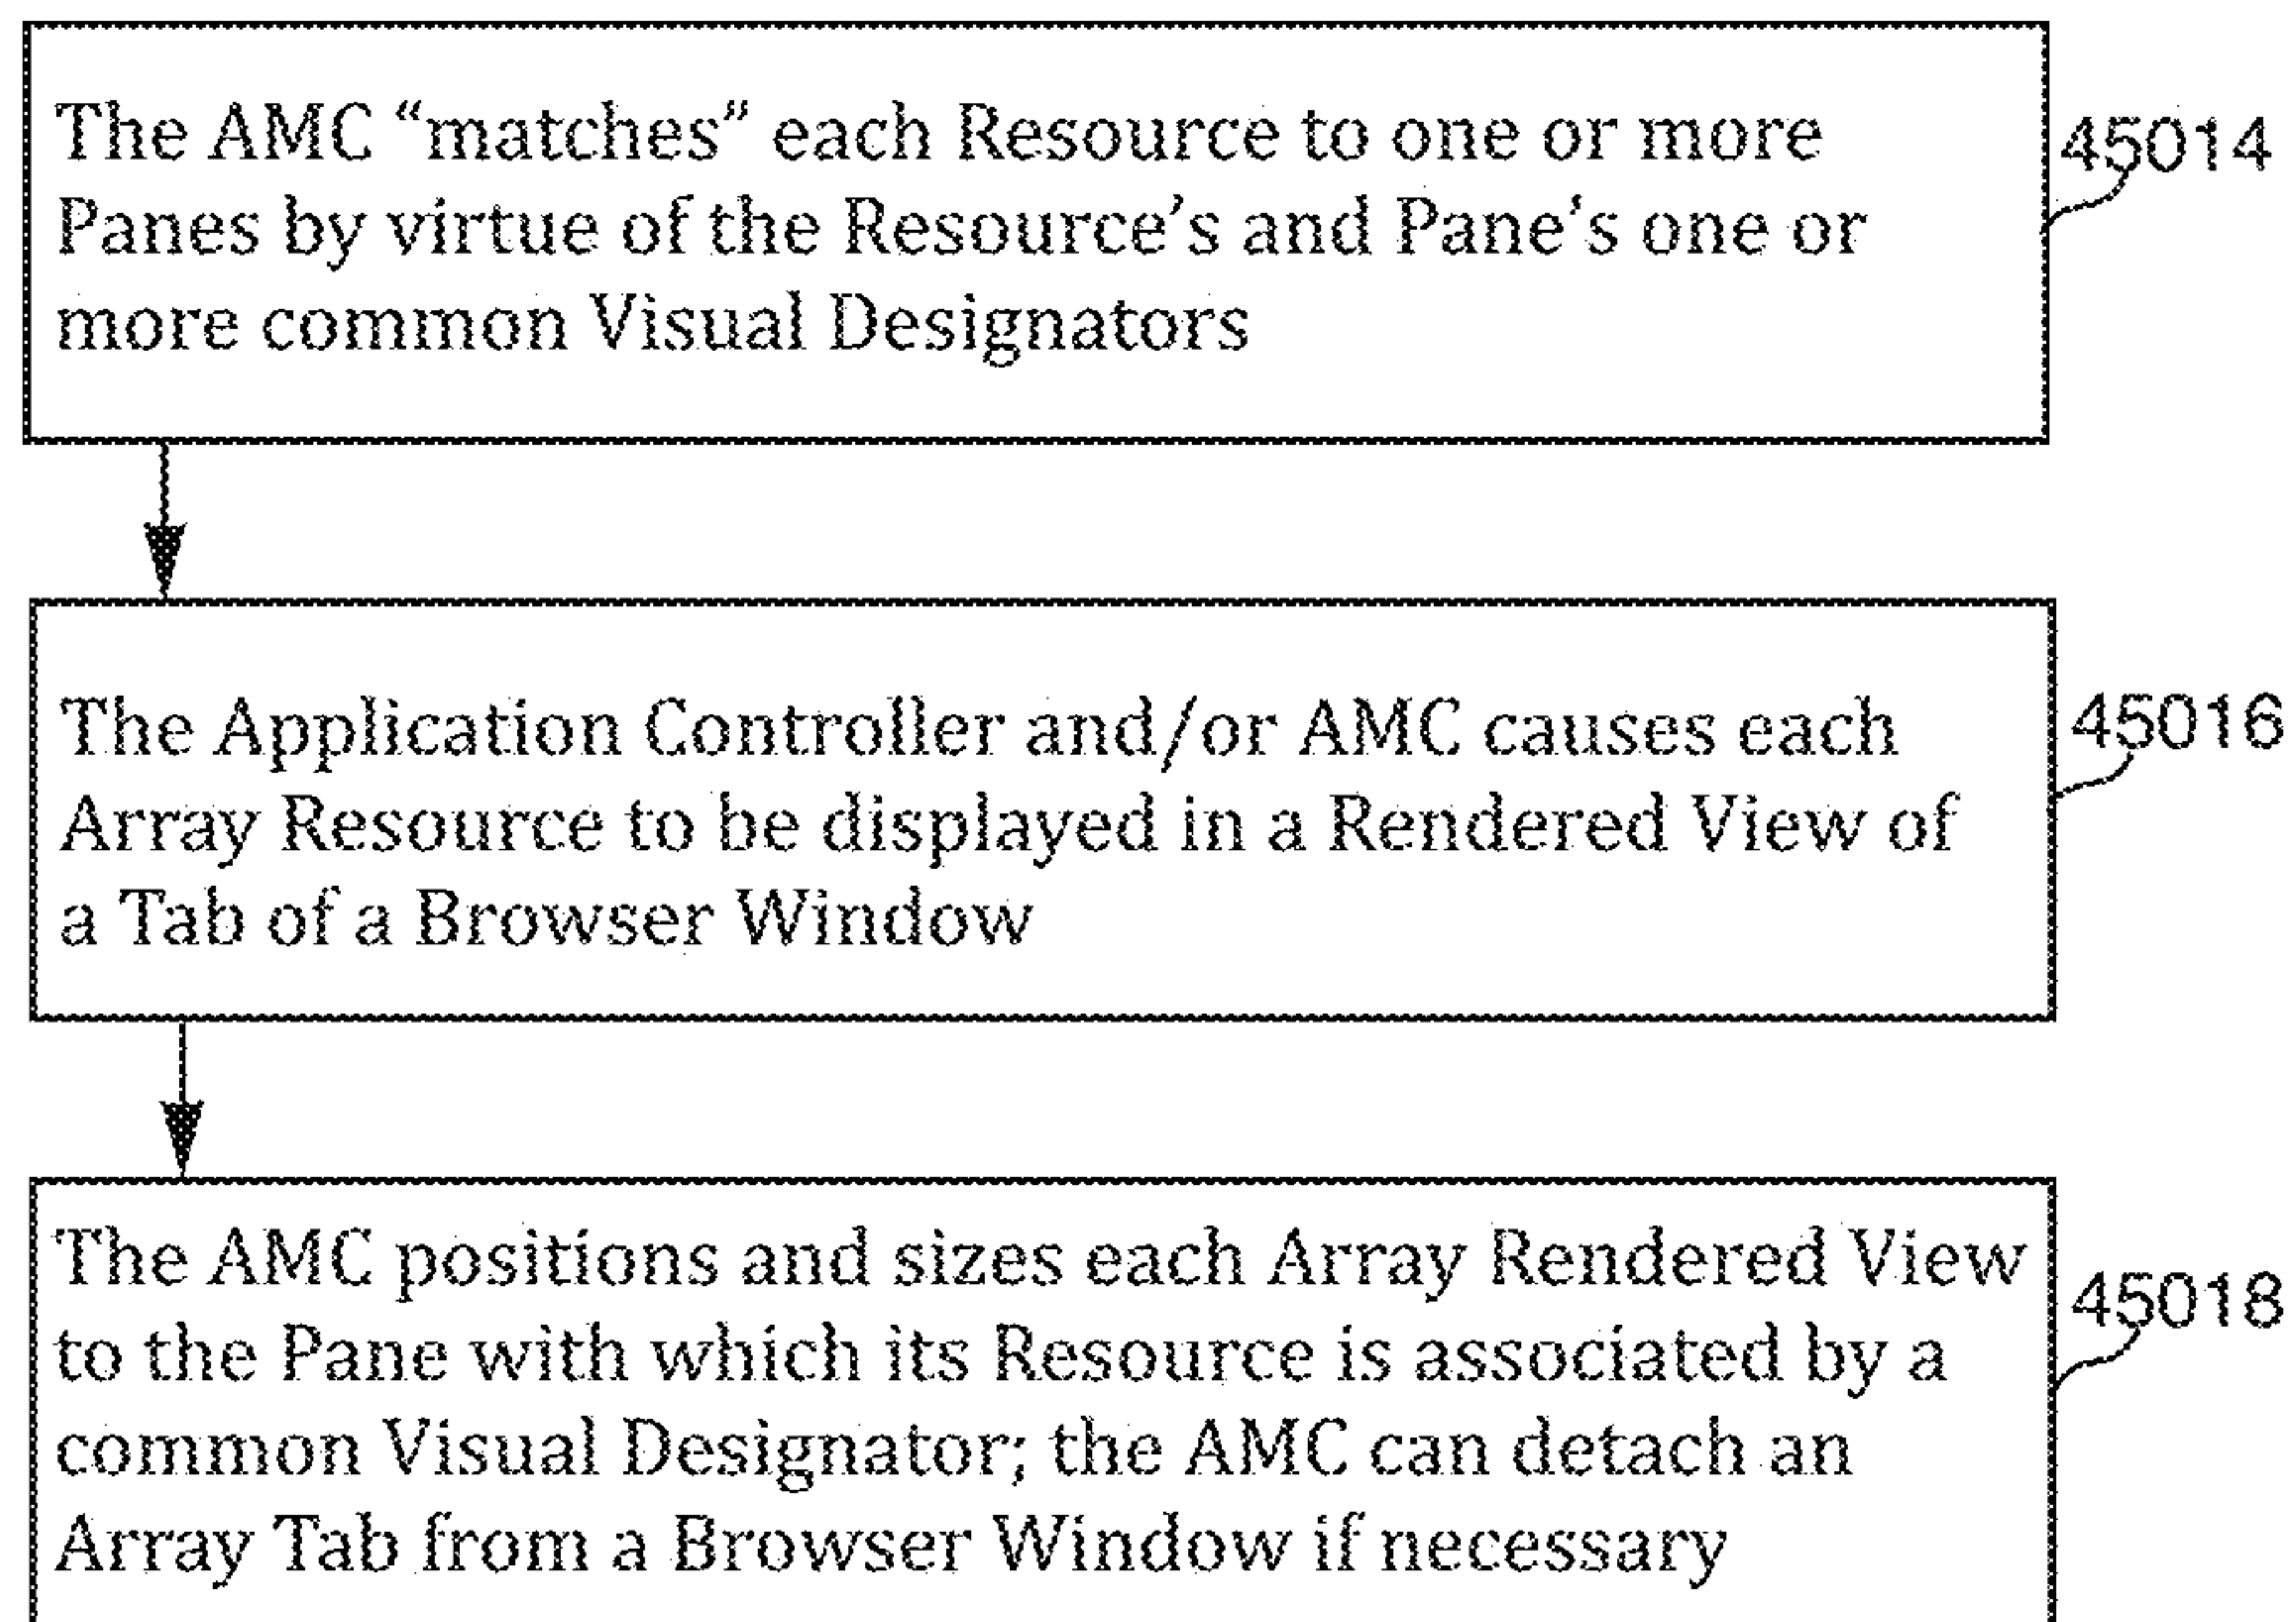 The AMC “matches” each Resource to one or more
Panes by virtue of the Resource’s and Pane’s one or
more common Visual Designators
45014
The Application Controller and/or AMC causes each
Array Resource to be displayed in a Rendered View of
a Tab of a Browser Window
45016
The AMC positions and sizes each Array Rendered View
to the Pane with which its Resource is associated by a
common Visual Designator; the AMC can detach an
Array Tab from a Browser Window if necessary
45018